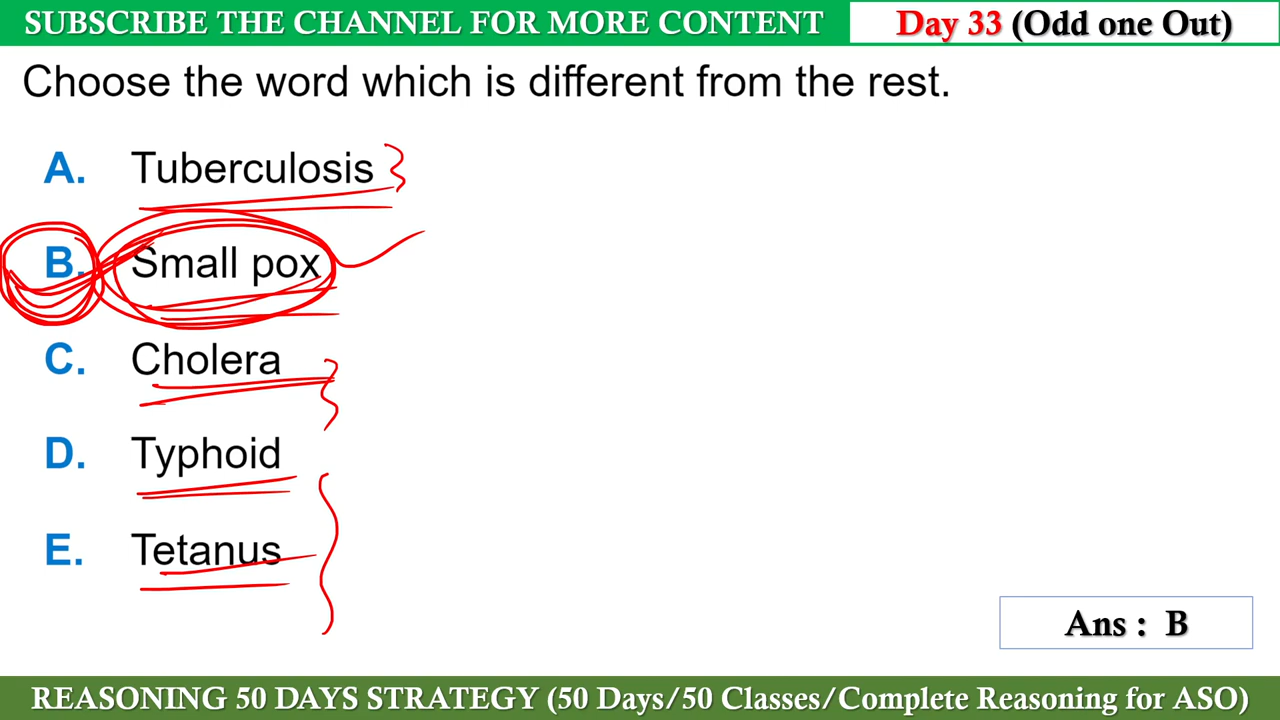 SUBSCRIBE THE CHANNEL FOR MORE CONTENT
Day 33 (Odd one Out)
Choose the word which is different from the rest.
A. Tuberculosis
B. Small pox
C. Cholera
D. Typhoid
E. Tetanus
Ans : B
REASONING 50 DAYS STRATEGY (50 Days/50 Classes/Complete Reasoning for ASO)